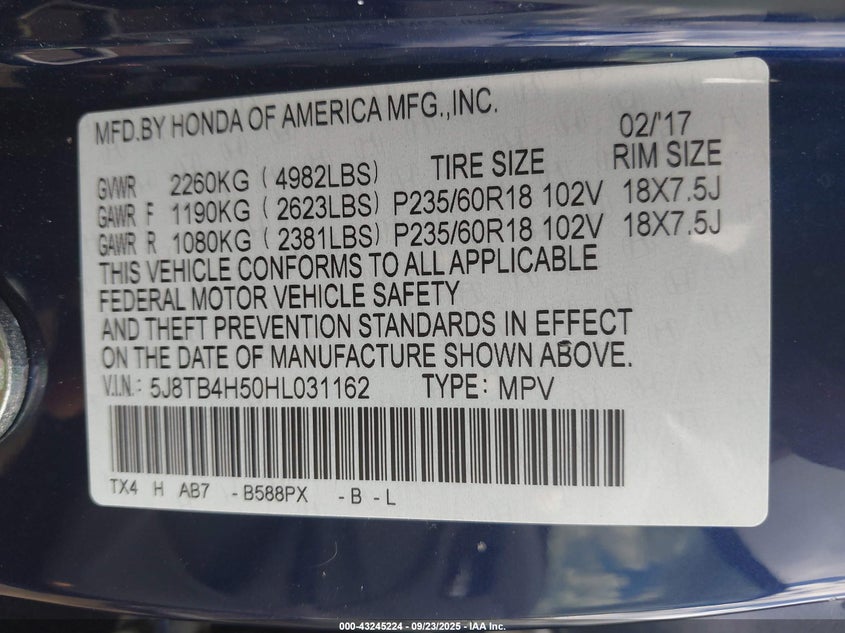 MFD.BY HONDA OF AMERICA MFG.,INC. 02/'17
TIRE SIZE RIM SIZE
GVWR 2260KG ( 4982LBS)
GAWR F 1190KG ( 2623LBS) P235/60R18 102V 18X7.5J
GAWR R 1080KG ( 2381LBS) P235/60R18 102V 18X7.5J
THIS VEHICLE CONFORMS TO ALL APPLICABLE
FEDERAL MOTOR VEHICLE SAFETY
AND THEFT PREVENTION STANDARDS IN EFFECT
ON THE DATE OF MANUFACTURE SHOWN ABOVE.
V.I.N.: 5J8TB4H50HL031162 TYPE: MPV
TX4 H AB7 - B588PX - B - L
000-43245224 - 09/23/2025 - IAA Inc.